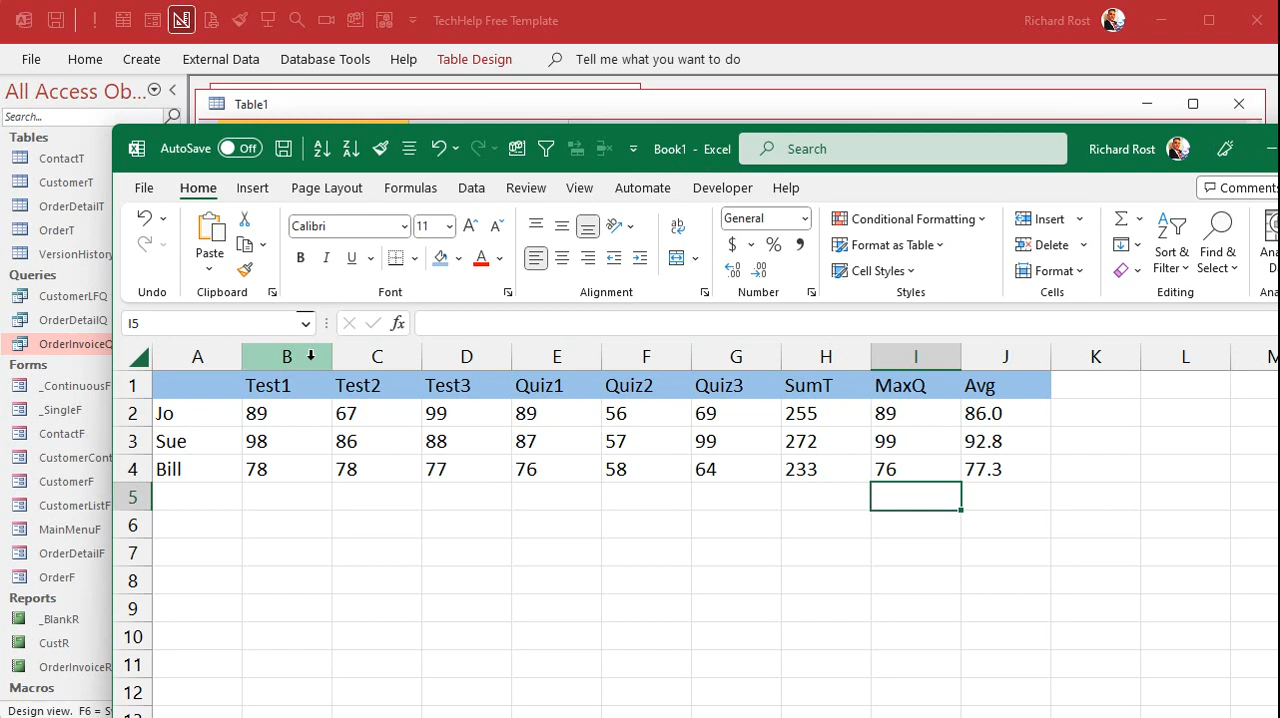 TechHelp Free Template
Richard Rost
File Home Create External Data Database Tools Help Table Design Tell me what you want to do
All Access Ob...
Search...
Tables
ContactT
CustomerT
OrderDetailT
OrderT
VersionHistory
Queries
CustomerLFQ
OrderDetailQ
OrderInvoiceQ
Forms
_ContinuousF
_SingleF
ContactF
CustomerCont
CustomerF
CustomerListF
MainMenuF
OrderDetailF
OrderF
Reports
_BlankR
CustR
OrderInvoiceR
Macros
Design view. F6 = S
Table1
AutoSave Off Book1 - Excel Search Richard Rost
File Home Insert Page Layout Formulas Data Review View Automate Developer Help Comment
Paste
Calibri 11
B I U A
General
$ % ,
Conditional Formatting
Format as Table
Cell Styles
Insert
Delete
Format
Sort &
Filter
Find &
Select
Undo Clipboard Font Alignment Number Styles Cells Editing
I5 fx
A B C D E F G H I J K L M
1 Test1 Test2 Test3 Quiz1 Quiz2 Quiz3 SumT MaxQ Avg
2 Jo 89 67 99 89 56 69 255 89 86.0
3 Sue 98 86 88 87 57 99 272 99 92.8
4 Bill 78 78 77 76 58 64 233 76 77.3
5
6
7
8
9
10
11
12